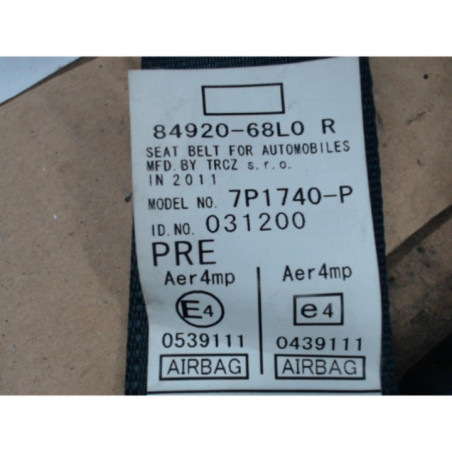 84920-68L0 R
SEAT BELT FOR AUTOMOBILES
MFD. BY TRCZ s.r.o.
IN 2011
MODEL NO. 7P1740-P
ID. NO. 031200
PRE
Aer4mp Aer4mp
E4 e4
0539111 0439111
AIRBAG AIRBAG